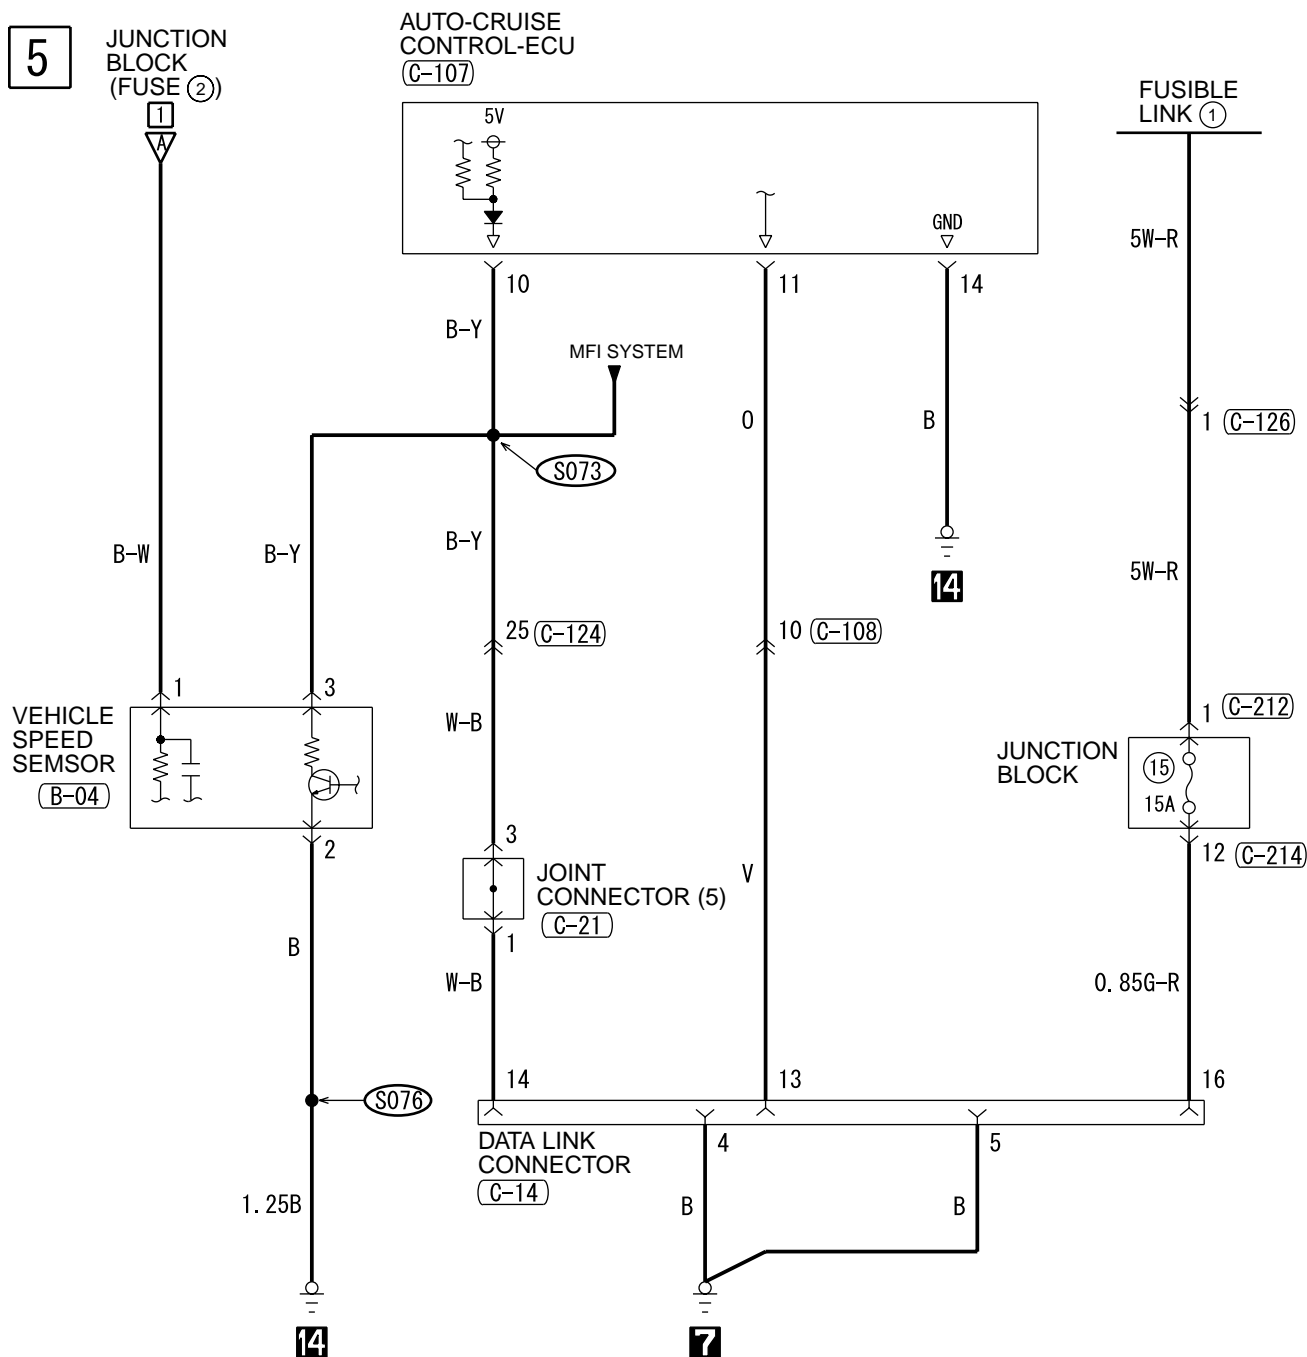 5
JUNCTION
BLOCK
(FUSE 2)
1
A
AUTO-CRUISE
CONTROL-ECU
C-107
FUSIBLE
LINK 1
5V
GND
10
11
14
5W-R
B-Y
MFI SYSTEM
O
B
1 C-126
S073
B-W
B-Y
B-Y
5W-R
14
25 C-124
10 C-108
1
3
VEHICLE
SPEED
SEMSOR
B-04
W-B
1 C-212
JUNCTION
BLOCK
15
15A
2
3
12 C-214
JOINT
CONNECTOR (5)
C-21
V
1
B
W-B
0.85G-R
14
13
16
S076
DATA LINK
CONNECTOR
C-14
4
5
1.25B
B
B
14
7